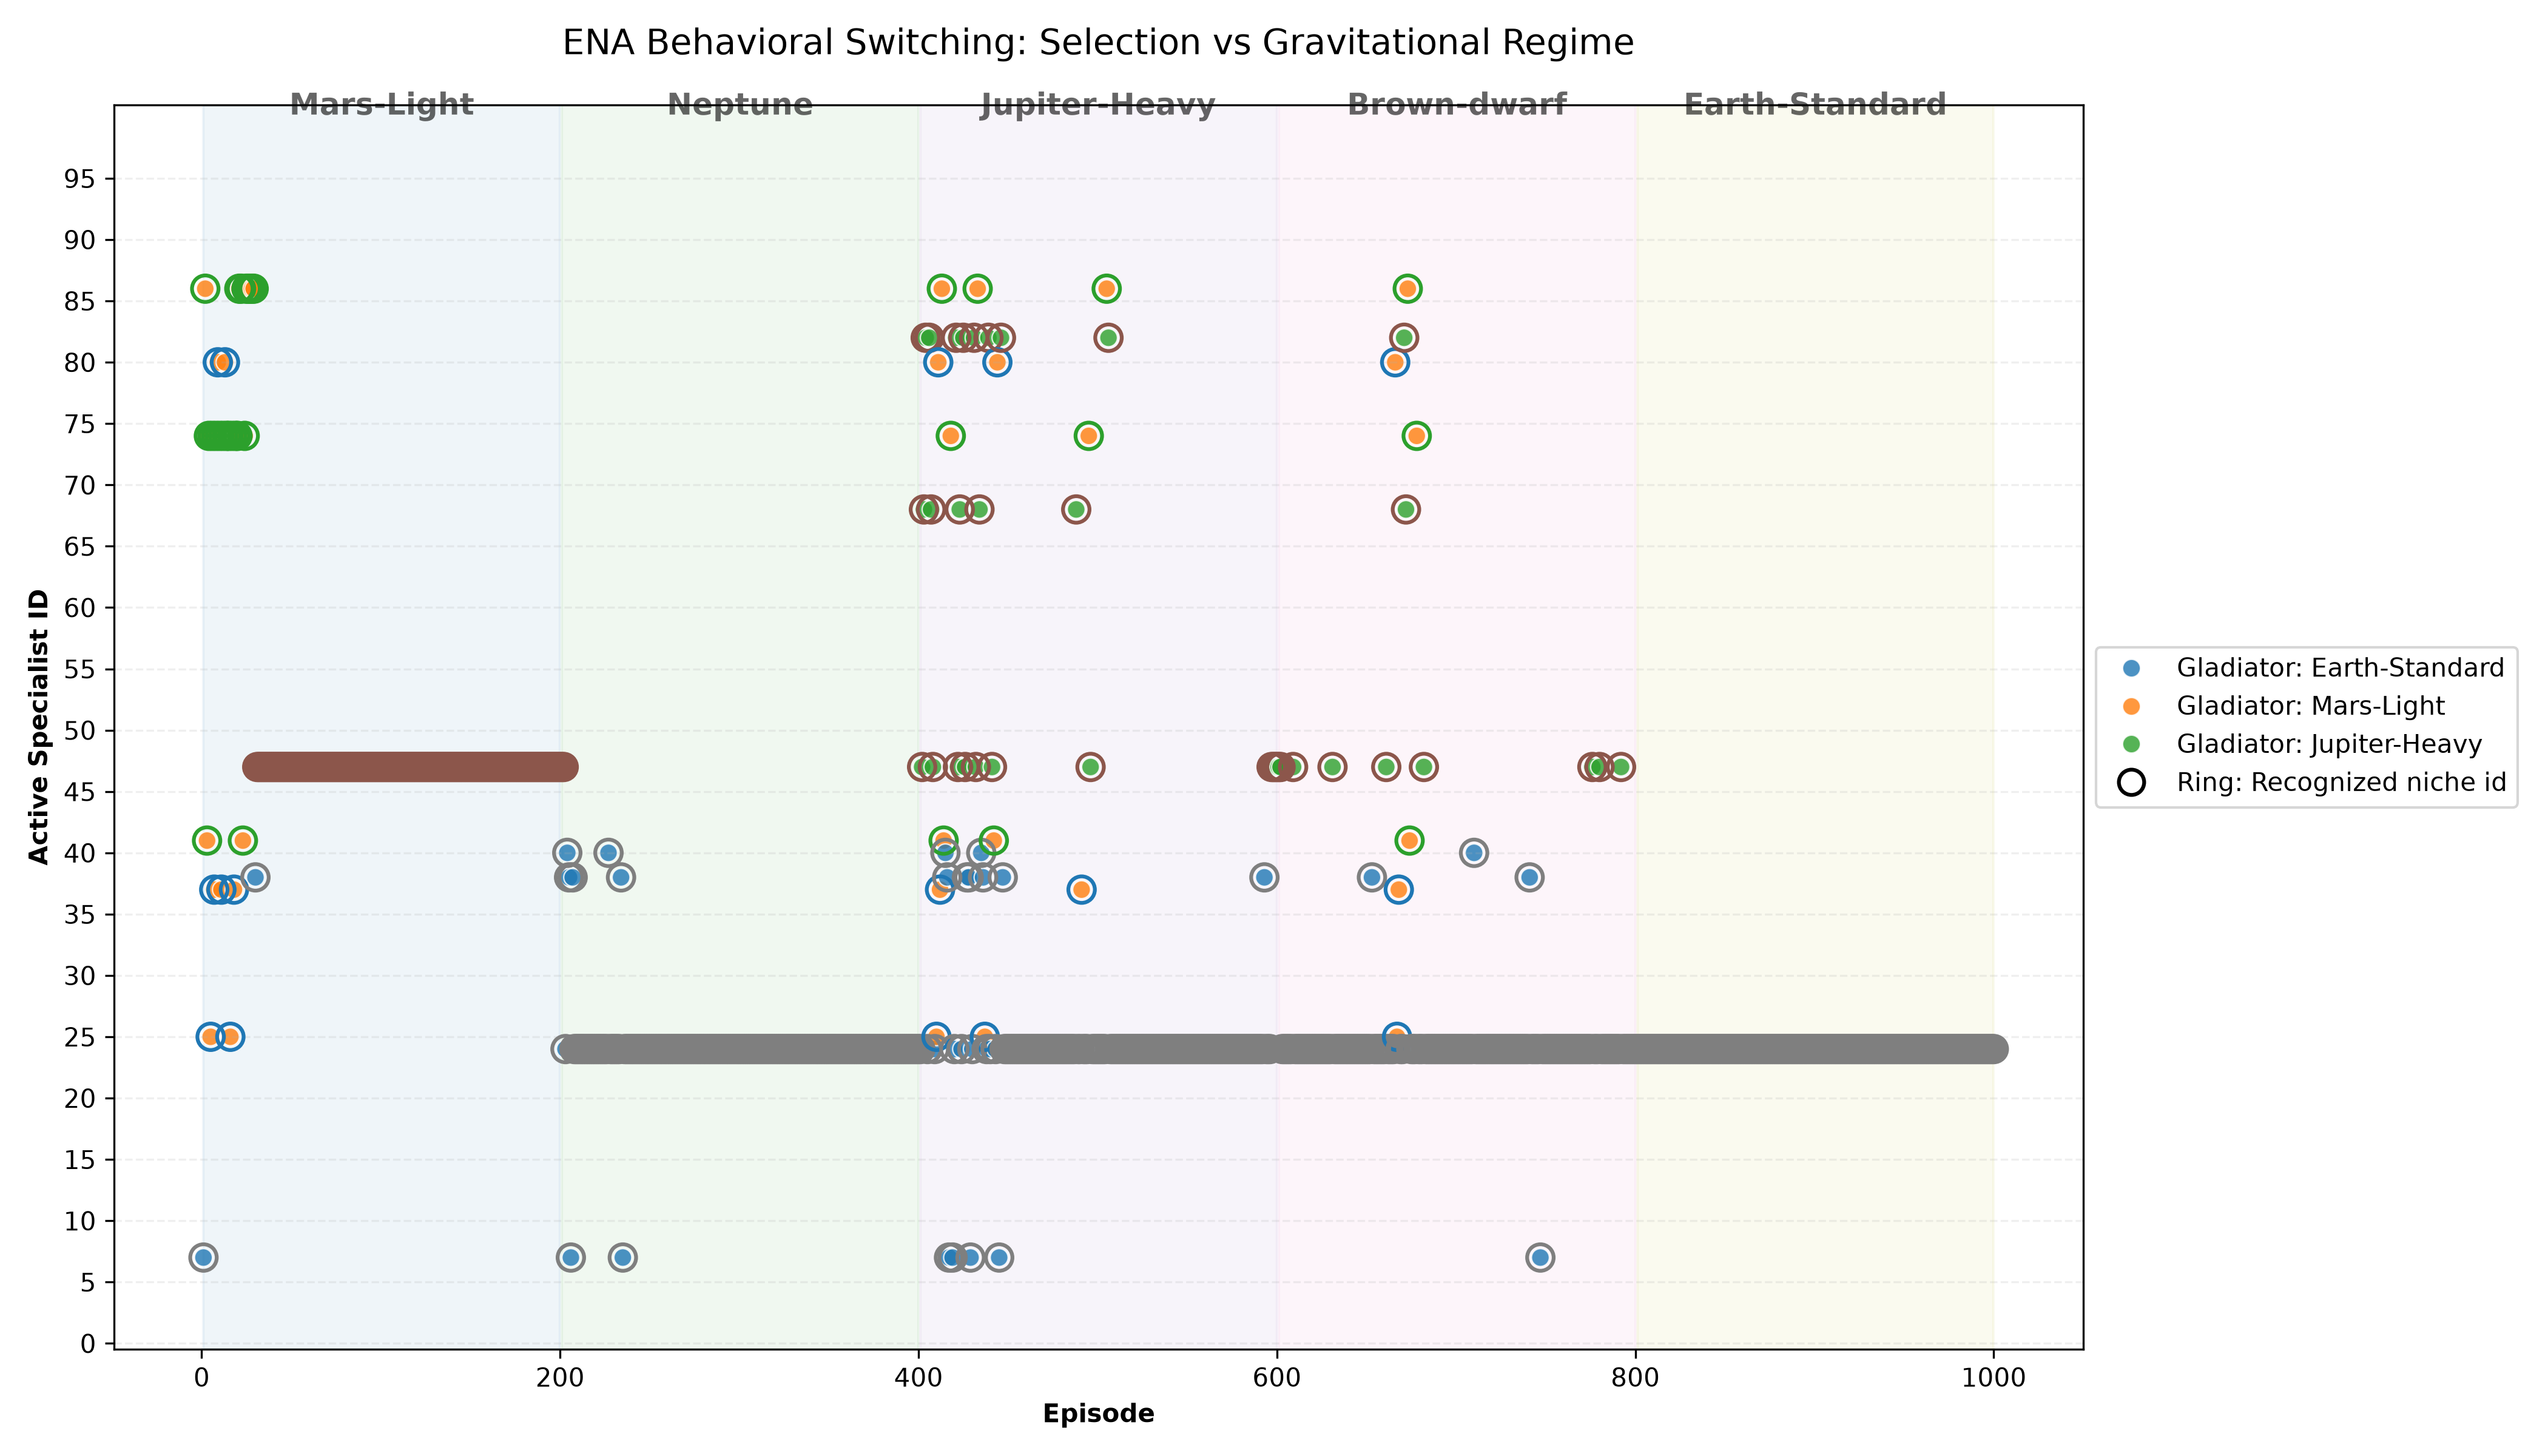 ENA Behavioral Switching: Selection vs Gravitational Regime
Mars-Light
Neptune
Jupiter-Heavy
Brown-dwarf
Earth-Standard
Active Specialist ID
95
90
85
80
75
70
65
60
55
50
45
40
35
30
25
20
15
10
5
0
0
200
400
600
800
1000
Episode
Gladiator: Earth-Standard
Gladiator: Mars-Light
Gladiator: Jupiter-Heavy
Ring: Recognized niche id